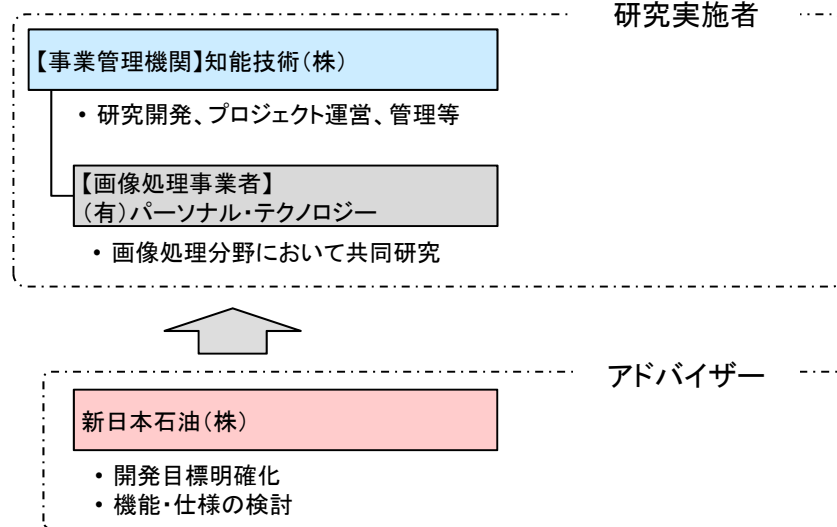 研究実施者
【事業管理機関】知能技術(株)
• 研究開発、プロジェクト運営、管理等
【画像処理事業者】
(有)パーソナル・テクノロジー
• 画像処理分野において共同研究
アドバイザー
新日本石油(株)
• 開発目標明確化
• 機能・仕様の検討